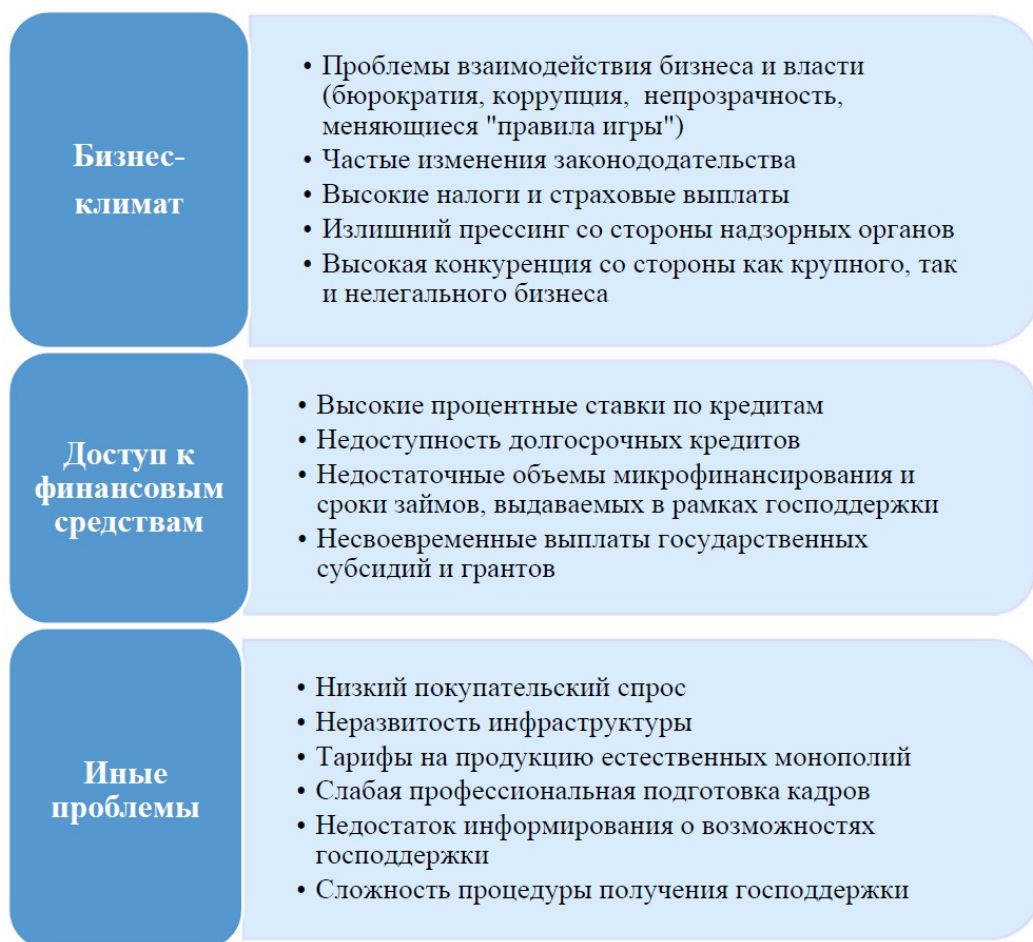 Бизнес-
климат
• Проблемы взаимодействия бизнеса и власти
(бюрократия, коррупция, непрозрачность,
меняющиеся "правила игры")
• Частые изменения законододательства
• Высокие налоги и страховые выплаты
• Излишний прессинг со стороны надзорных органов
• Высокая конкуренция со стороны как крупного, так
и нелегального бизнеса
Доступ к
финансовым
средствам
• Высокие процентные ставки по кредитам
• Недоступность долгосрочных кредитов
• Недостаточные объемы микрофинансирования и
сроки займов, выдаваемых в рамках господдержки
• Несвоевременные выплаты государственных
субсидий и грантов
Иные
проблемы
• Низкий покупательский спрос
• Неразвитость инфраструктуры
• Тарифы на продукцию естественных монополий
• Слабая профессиональная подготовка кадров
• Недостаток информирования о возможностях
господдержки
• Сложность процедуры получения господдержки